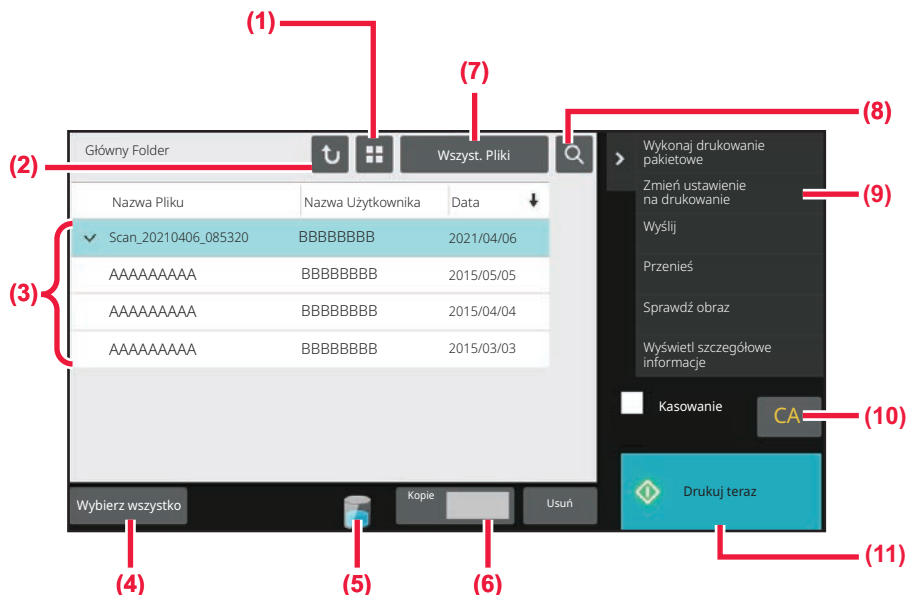 (1)
(7)
(8)
Główny Folder
Wszyst. Pliki
Wykonaj drukowanie
pakietowe
(2)
Zmień ustawienie
na drukowanie
(9)
Nazwa Pliku Nazwa Użytkownika Data
Scan_20210406_085320 BBBBBBBB 2021/04/06
Wyślij
AAAAAAAAA BBBBBBBB 2015/05/05
Przenieś
(3)
AAAAAAAAA BBBBBBBB 2015/04/04
Sprawdź obraz
AAAAAAAAA BBBBBBBB 2015/03/03
Wyświetl szczegółowe
informacje
Kasowanie
CA
(10)
Wybierz wszystko
Kopie
Usuń
Drukuj teraz
(11)
(4)
(5)
(6)